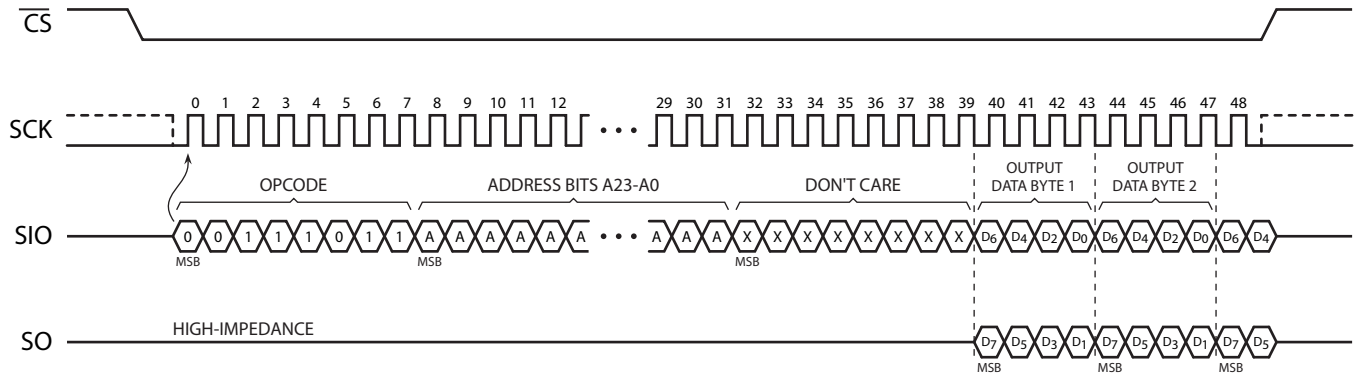 CS
0 1 2 3 4 5 6 7 8 9 10 11 12 29 30 31 32 33 34 35 36 37 38 39 40 41 42 43 44 45 46 47 48
SCK • • •
OPCODE ADDRESS BITS A23-A0 DON'T CARE OUTPUT DATA BYTE 1 OUTPUT DATA BYTE 2
SIO 0 0 1 1 1 0 1 1 A A A A A A • • • A A A X X X X X X X X D6 D4 D2 D0 D6 D4 D2 D0 D6 D4
MSB MSB MSB
HIGH-IMPEDANCE
SO D7 D5 D3 D1 D7 D5 D3 D1 D7 D5
MSB MSB MSB